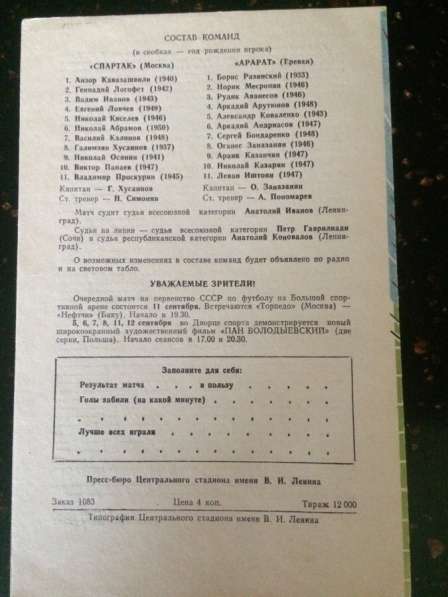 СОСТАВ КОМАНД
(в скобках — год рождения игрока)
«СПАРТАК» (Москва)
1. Анзор Кавазашвили (1940)
2. Геннадий Логофет (1942)
3. Вадим Иванов (1943)
4. Евгений Ловчев (1949)
5. Николай Киселев (1946)
6. Николай Абрамов (1950)
7. Василий Калинов (1948)
8. Галимзян Хусаинов (1937)
9. Николай Осянин (1941)
10. Виктор Папаев (1947)
11. Владимир Проскурин (1945)
Капитан — Г. Хусаинов
Ст. тренер — Н. Симонян
«АРАРАТ» (Ереван)
1. Борис Разинский (1933)
2. Норик Месропян (1946)
3. Рудик Аванесов (1946)
4. Аркадий Арутюнов (1948)
5. Александр Коваленко (1943)
6. Аркадий Андриасов (1947)
7. Сергей Бондаренко (1948)
8. Оганес Заназанян (1946)
9. Араик Казанчян (1947)
10. Николай Казарян (1947)
11. Леван Иштоян (1947)
Капитан — О. Заназанян
Ст. тренер — А. Пономарев
Матч судит судья всесоюзной категории Анатолий Иванов (Ленин-
град).
Судьи на линии — судья всесоюзной категории Петр Гаврилиади
(Сочи) и судья республиканской категории Анатолий Коновалов (Ленин-
град).
О возможных изменениях в составе команд будет объявлено по радио
и на световом табло.
УВАЖАЕМЫЕ ЗРИТЕЛИ!
Очередной матч на первенство СССР по футболу на Большой спор-
тивной арене состоится 11 сентября. Встречаются «Торпедо» (Москва) —
«Нефтчи» (Баку). Начало в 19.30.
5, 6, 7, 8, 11, 12 сентября во Дворце спорта демонстрируется новый
широкоэкранный художественный фильм «ПАН ВОЛОДЫЕВСКИЙ» (две
серии, Польша). Начало сеансов в 17.00 и 20.30.
Заполните для себя:
Результат матча . . . в пользу . . . . .
Голы забили (на какой минуте) . . . . . .
. . . . . . . . . . . . .
Лучше всех играли . . . . . . . . .
. . . . . . . . . . . . .
Пресс-бюро Центрального стадиона имени В. И. Ленина
Заказ 1083 Цена 4 коп. Тираж 12 000
Типография Центрального стадиона имени В. И. Ленина